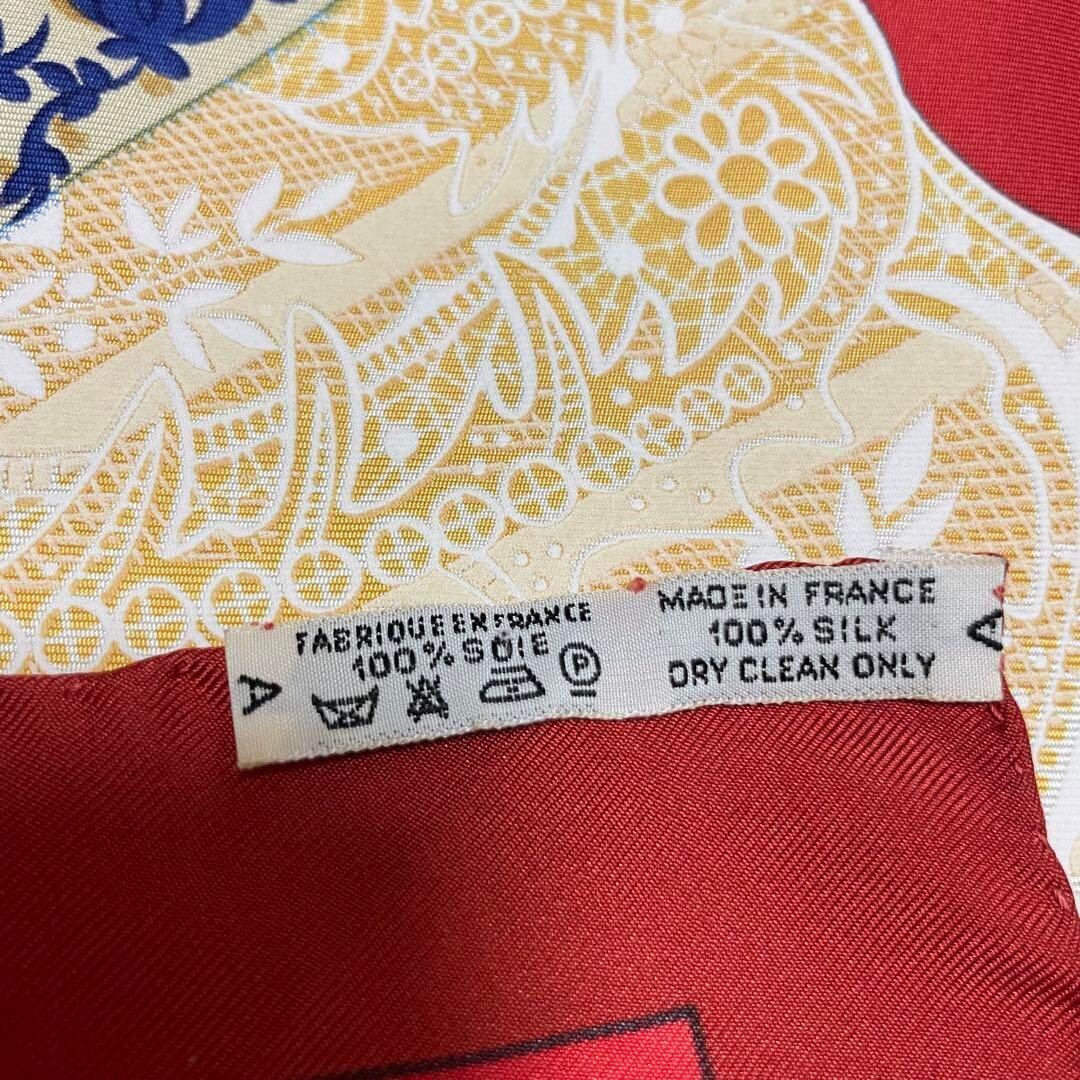 FABRIQUE EN FRANCE
100% SOIE
A
P
MADE IN FRANCE
100% SILK
DRY CLEAN ONLY
A